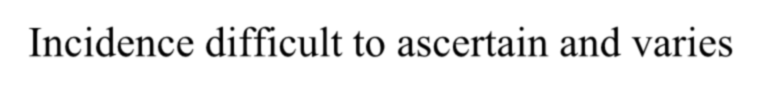 Incidence difficult to ascertain and varies